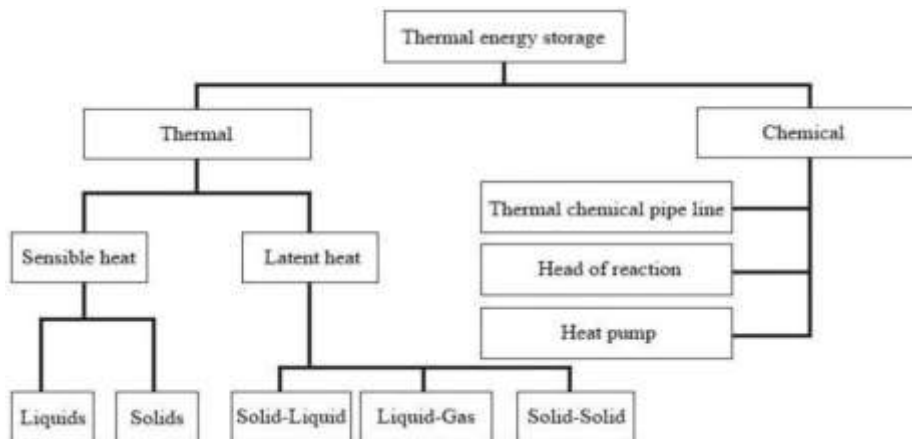 Thermal energy storage
Thermal
Chemical
Thermal chemical pipe line
Sensible heat
Latent heat
Head of reaction
Heat pump
Liquids
Solids
Solid-Liquid
Liquid-Gas
Solid-Solid